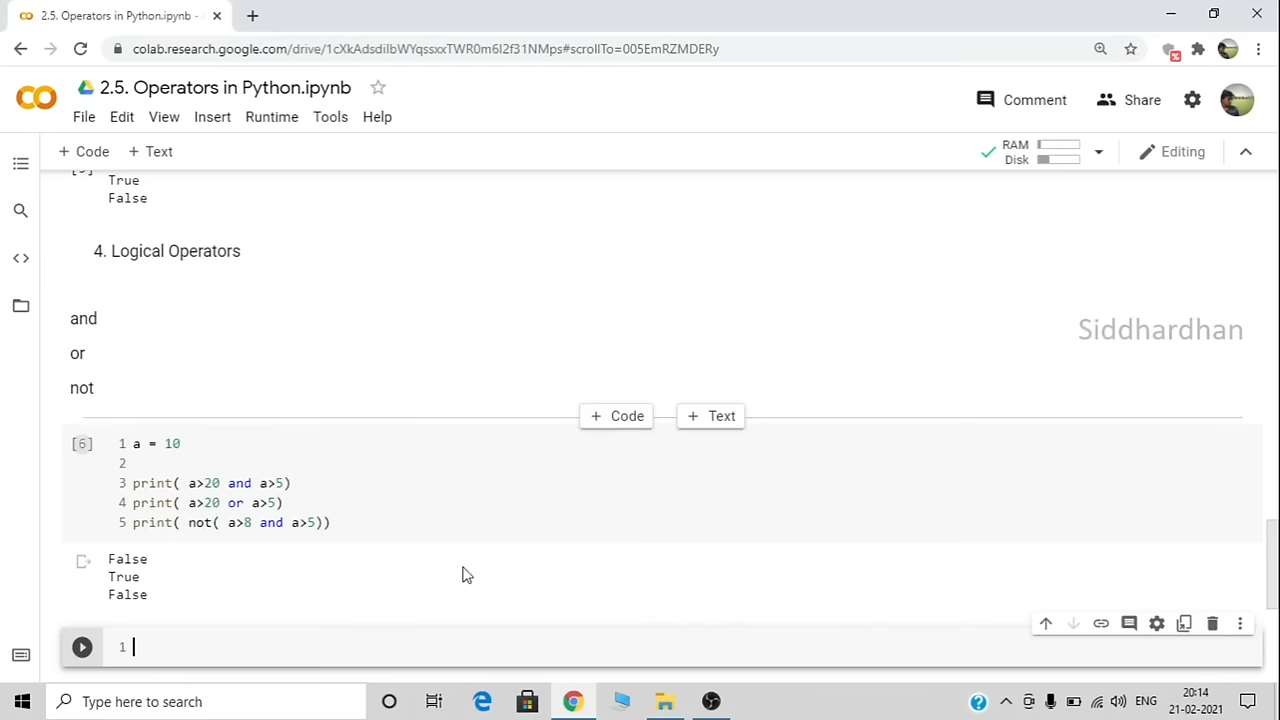 2.5. Operators in Python.ipynb -
colab.research.google.com/drive/1cXkAdsdiIbWYqssxxTWR0m6I2f31NMps#scrollTo=005EmRZMDERy
2.5. Operators in Python.ipynb
Comment
Share
File Edit View Insert Runtime Tools Help
+ Code + Text
RAM
Disk
Editing
True
False
4. Logical Operators
and
Siddhardhan
or
not
+ Code + Text
[6]
1 a = 10
2
3 print( a>20 and a>5)
4 print( a>20 or a>5)
5 print( not( a>8 and a>5))
False
True
False
1
Type here to search
ENG
20:14
21-02-2021